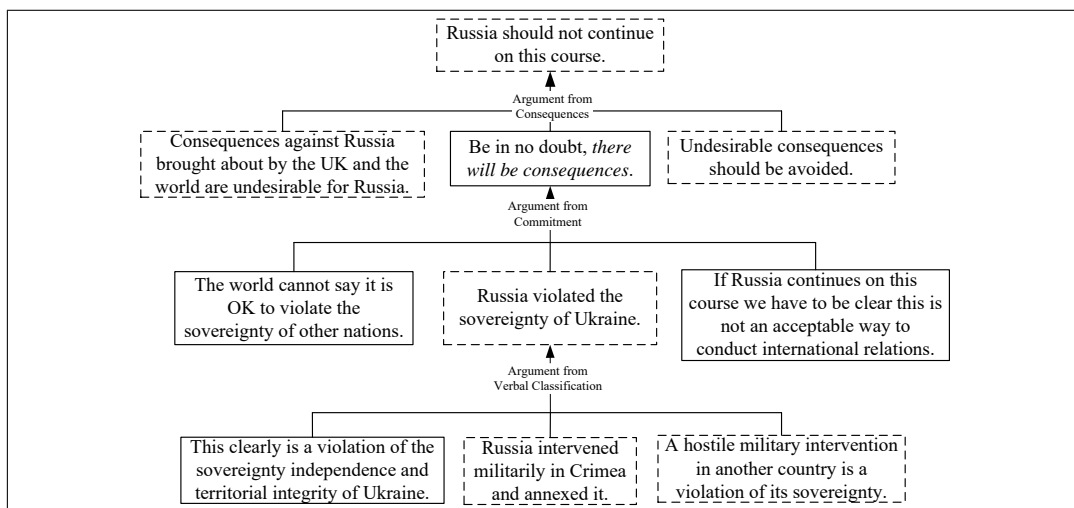 Russia should not continue
on this course.
Argument from
Consequences
Consequences against Russia
brought about by the UK and the
world are undesirable for Russia.
Be in no doubt, there
will be consequences.
Undesirable consequences
should be avoided.
Argument from
Commitment
The world cannot say it is
OK to violate the
sovereignty of other nations.
Russia violated the
sovereignty of Ukraine.
If Russia continues on this
course we have to be clear this is
not an acceptable way to
conduct international relations.
Argument from
Verbal Classification
This clearly is a violation of the
sovereignty independence and
territorial integrity of Ukraine.
Russia intervened
militarily in Crimea
and annexed it.
A hostile military intervention
in another country is a
violation of its sovereignty.